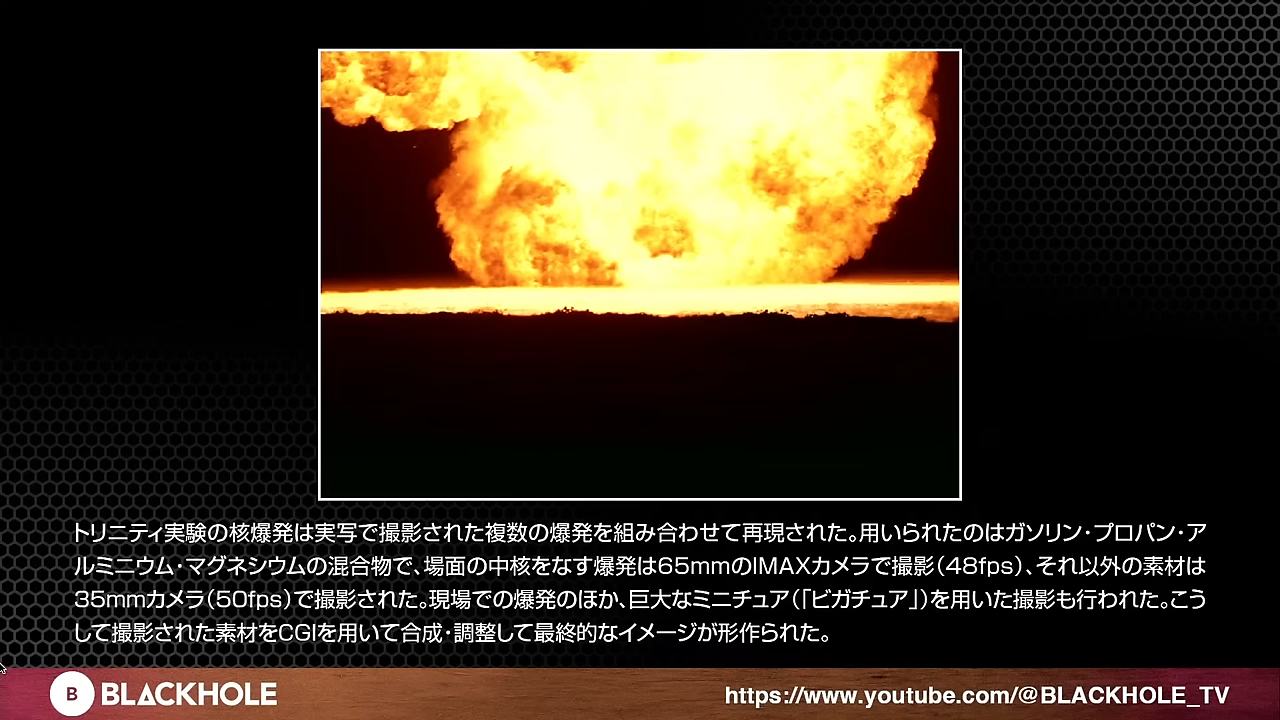 トリニティ実験の核爆発は実写で撮影された複数の爆発を組み合わせて再現された。用いられたのはガソリン・プロパン・ア
ルミニウム・マグネシウムの混合物で、場面の中核をなす爆発は65mmのIMAXカメラで撮影（48fps）、それ以外の素材は
35mmカメラ（50fps）で撮影された。現場での爆発のほか、巨大なミニチュア（「ビガチュア」）を用いた撮影も行われた。こう
して撮影された素材をCGIを用いて合成・調整して最終的なイメージが形作られた。
B BLACKHOLE
https://www.youtube.com/@BLACKHOLE_TV